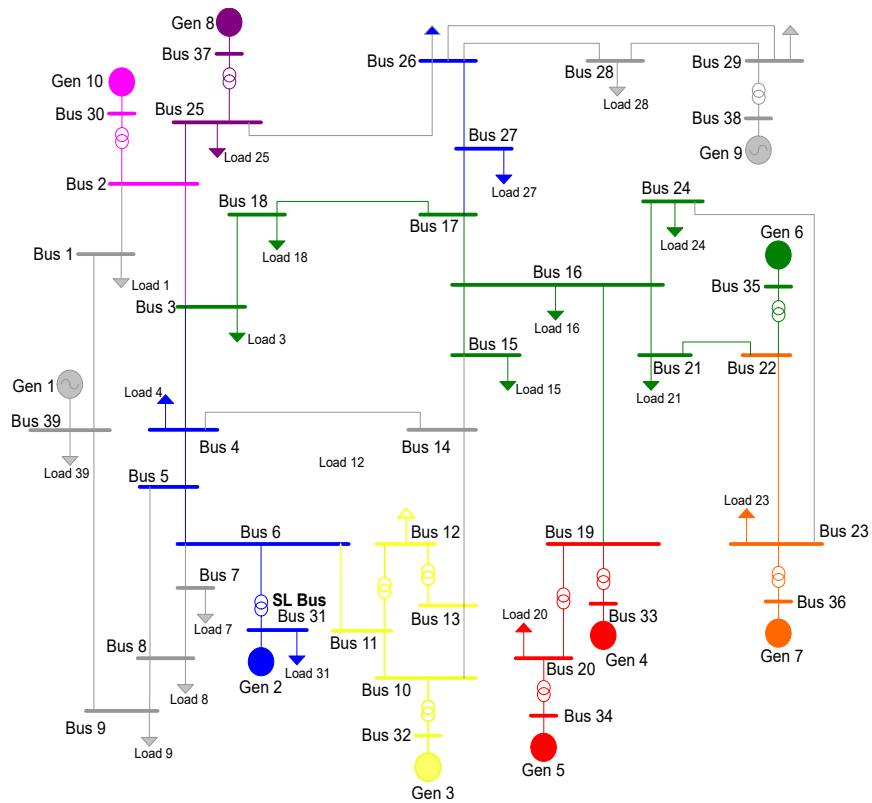 Gen 8
Bus 37
Bus 26
Bus 28
Bus 29
Gen 10
Load 28
Bus 30
Bus 25
Bus 38
Bus 27
Gen 9
Load 25
Bus 2
Load 27
Bus 24
Bus 18
Bus 17
Gen 6
Load 24
Bus 1
Load 18
Bus 16
Load 1
Bus 35
Bus 3
Load 3
Load 16
Bus 15
Bus 21
Bus 22
Gen 1
Load 15
Load 4
Load 21
Bus 39
Bus 4
Bus 14
Load 12
Load 39
Bus 5
Load 23
Bus 6
Bus 12
Bus 19
Bus 23
Bus 7
SL Bus
Bus 31
Load 20
Bus 33
Bus 36
Load 7
Bus 13
Bus 11
Bus 8
Gen 4
Gen 7
Load 31
Bus 20
Gen 2
Bus 10
Load 8
Bus 34
Bus 9
Bus 32
Load 9
Gen 5
Gen 3